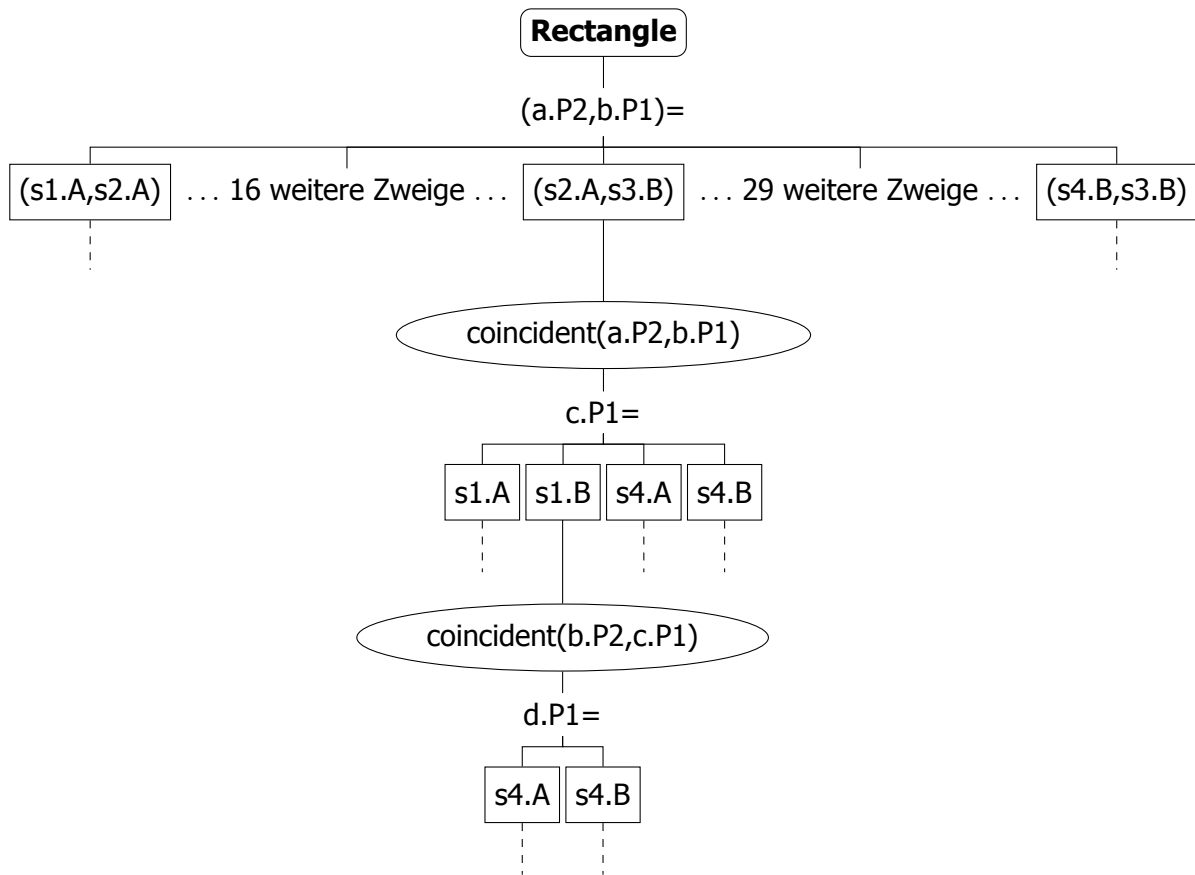 Rectangle
(a.P2,b.P1)=
(s1.A,s2.A) ... 16 weitere Zweige ... (s2.A,s3.B) ... 29 weitere Zweige ... (s4.B,s3.B)
coincident(a.P2,b.P1)
c.P1=
s1.A s1.B s4.A s4.B
coincident(b.P2,c.P1)
d.P1=
s4.A s4.B